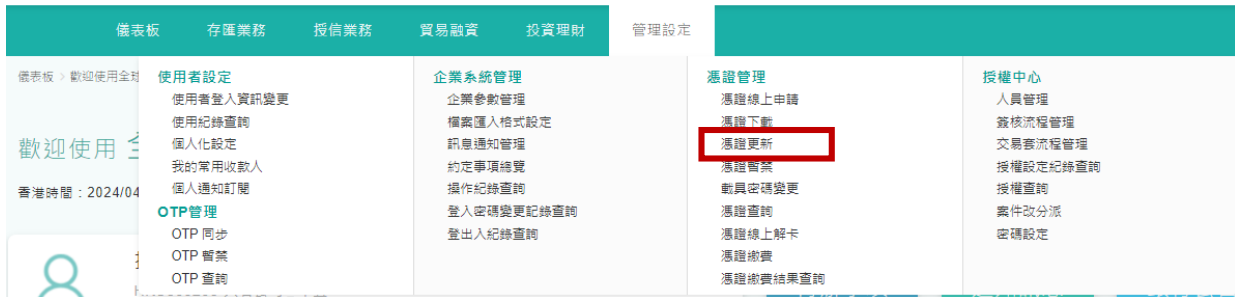 儀表板 存匯業務 授信業務 貿易融資 投資理財 管理設定
儀表板 > 歡迎使用全球
歡迎使用 全
香港時間：2024/04
使用者設定
使用者登入資訊變更
使用紀錄查詢
個人化設定
我的常用收款人
個人通知訂閱
OTP管理
OTP 同步
OTP 暫禁
OTP 查詢
企業系統管理
企業參數管理
檔案匯入格式設定
訊息通知管理
約定事項總覽
操作紀錄查詢
登入密碼變更記錄查詢
登出入紀錄查詢
憑證管理
憑證線上申請
憑證下載
憑證更新
憑證暫禁
載具密碼變更
憑證查詢
憑證線上解卡
憑證繳費
憑證繳費結果查詢
授權中心
人員管理
簽核流程管理
交易套流程管理
授權設定紀錄查詢
授權查詢
案件改分派
密碼設定